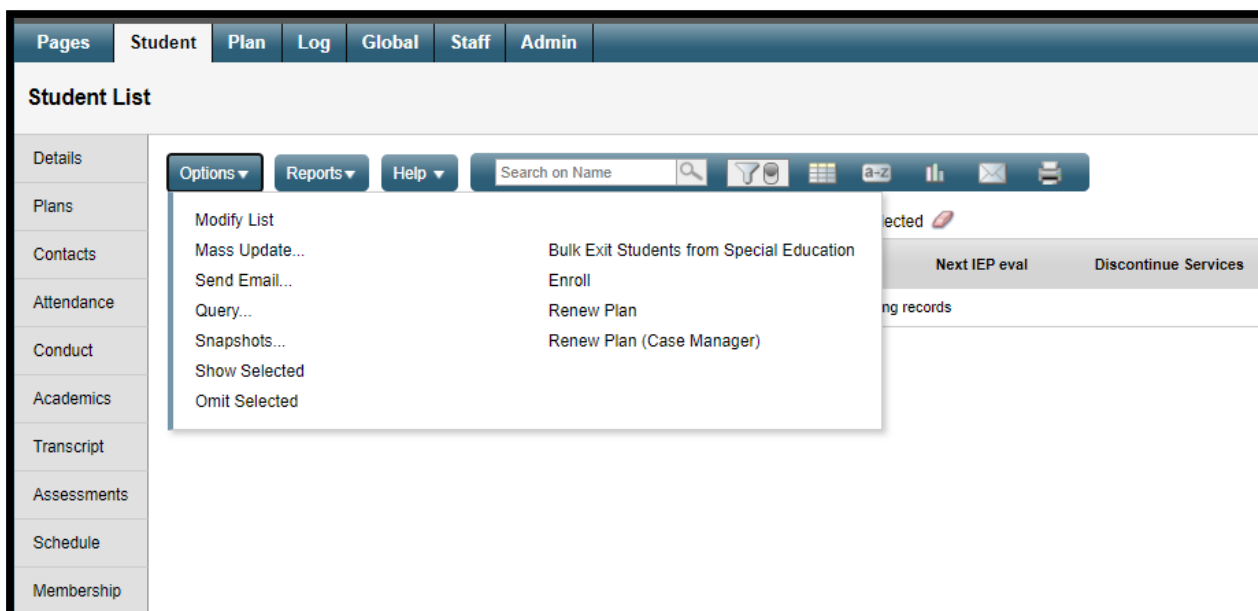 Pages Student Plan Log Global Staff Admin
Student List
Details
Plans
Contacts
Attendance
Conduct
Academics
Transcript
Assessments
Schedule
Membership
Options Reports Help Search on Name a-z
Modify List
Mass Update... Bulk Exit Students from Special Education
Send Email... Enroll
Query... Renew Plan
Snapshots... Renew Plan (Case Manager)
Show Selected
Omit Selected
lected
Next IEP eval Discontinue Services
ng records